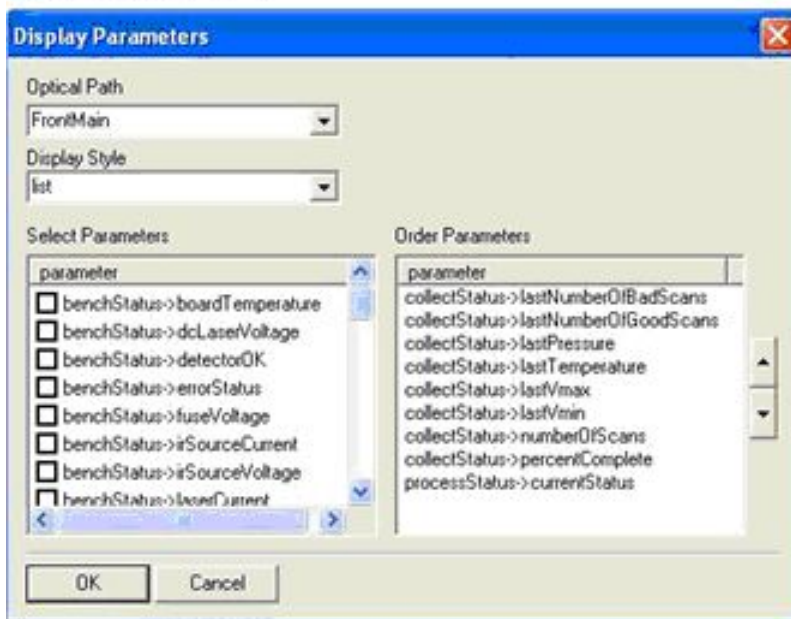 Display Parameters
Optical Path
FrontMain
Display Style
list
Select Parameters
parameter
benchStatus->boardTemperature
benchStatus->dcLaserVoltage
benchStatus->detectorOK
benchStatus->errorStatus
benchStatus->fuseVoltage
benchStatus->irSourceCurrent
benchStatus->irSourceVoltage
benchStatus->laserCurrent
Order Parameters
parameter
collectStatus->lastNumberOfBadScans
collectStatus->lastNumberOfGoodScans
collectStatus->lastPressure
collectStatus->lastTemperature
collectStatus->lastVmax
collectStatus->lastVmin
collectStatus->numberOfScans
collectStatus->percentComplete
processStatus->currentStatus
OK
Cancel